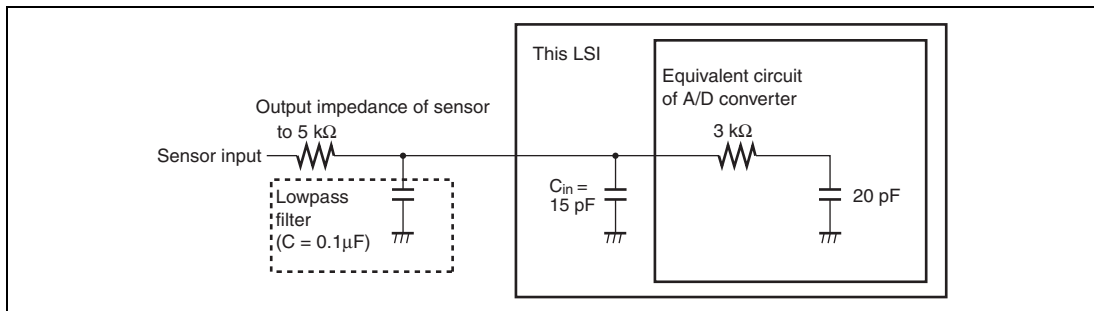 This LSI
Equivalent circuit
of A/D converter
Output impedance of sensor
to 5 kΩ
3 kΩ
Sensor input
Lowpass
filter
(C = 0.1μF)
Cin =
15 pF
20 pF